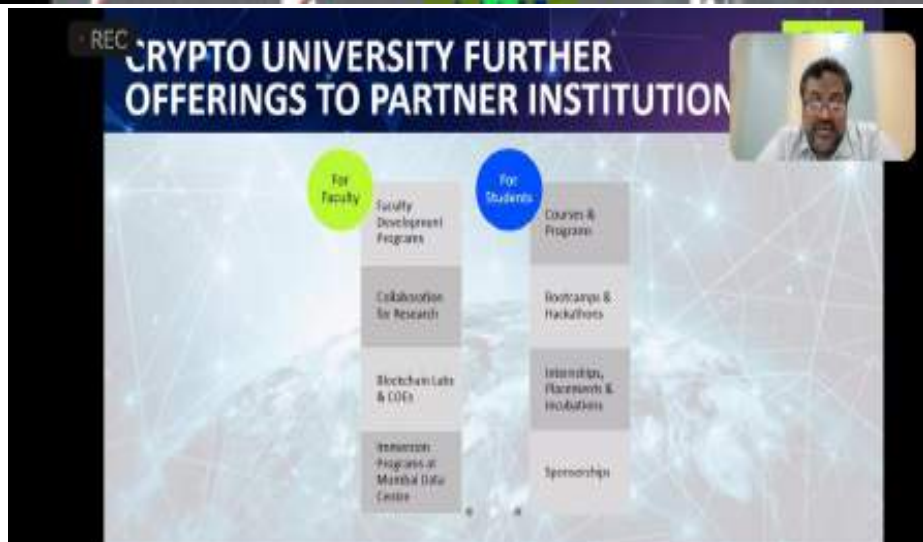 REC
CRYPTO UNIVERSITY FURTHER
OFFERINGS TO PARTNER INSTITUTION
For
Faculty
Faculty
Development
Programs
Collaboration
for Research
Blockchain Labs
& COEs
Immersion
Programs at
Mumbai Data
Centre
For
Students
Courses &
Programs
Bootcamps &
Hackathons
Internships,
Placements &
Incubations
Sponsorships